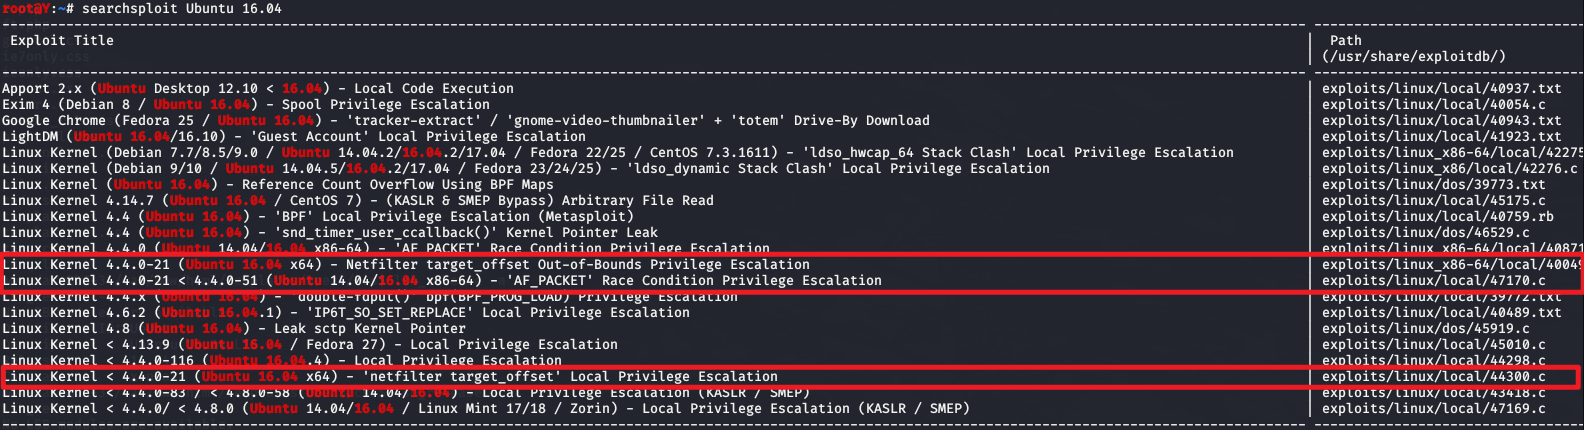 root@Y:~# searchsploit Ubuntu 16.04
Exploit Title | Path
| (/usr/share/exploitdb/)
Apport 2.x (Ubuntu Desktop 12.10 < 16.04) - Local Code Execution | exploits/linux/local/40937.txt
Exim 4 (Debian 8 / Ubuntu 16.04) - Spool Privilege Escalation | exploits/linux/local/40054.c
Google Chrome (Fedora 25 / Ubuntu 16.04) - 'tracker-extract' / 'gnome-video-thumbnailer' + 'totem' Drive-By Download | exploits/linux/local/40943.txt
LightDM (Ubuntu 16.04/16.10) - 'Guest Account' Local Privilege Escalation | exploits/linux/local/41923.txt
Linux Kernel (Debian 7.7/8.5/9.0 / Ubuntu 14.04.2/16.04.2/17.04 / Fedora 22/25 / CentOS 7.3.1611) - 'ldso_hwcap_64 Stack Clash' Local Privilege Escalation | exploits/linux_x86-64/local/42275
Linux Kernel (Debian 9/10 / Ubuntu 14.04.5/16.04.2/17.04 / Fedora 23/24/25) - 'ldso_dynamic Stack Clash' Local Privilege Escalation | exploits/linux_x86/local/42276.c
Linux Kernel (Ubuntu 16.04) - Reference Count Overflow Using BPF Maps | exploits/linux/dos/39773.txt
Linux Kernel 4.14.7 (Ubuntu 16.04 / CentOS 7) - (KASLR & SMEP Bypass) Arbitrary File Read | exploits/linux/local/45175.c
Linux Kernel 4.4 (Ubuntu 16.04) - 'BPF' Local Privilege Escalation (Metasploit) | exploits/linux/local/40759.rb
Linux Kernel 4.4 (Ubuntu 16.04) - 'snd_timer_user_ccallback()' Kernel Pointer Leak | exploits/linux/dos/46529.c
Linux Kernel 4.4.0 (Ubuntu 14.04/16.04 x86-64) - 'AF_PACKET' Race Condition Privilege Escalation | exploits/linux_x86-64/local/40871
Linux Kernel 4.4.0-21 (Ubuntu 16.04 x64) - Netfilter target_offset Out-of-Bounds Privilege Escalation | exploits/linux_x86-64/local/40049
Linux Kernel 4.4.0-21 < 4.4.0-51 (Ubuntu 14.04/16.04 x86-64) - 'AF_PACKET' Race Condition Privilege Escalation | exploits/linux/local/47170.c
Linux Kernel 4.4.x (Ubuntu 16.04) - 'double-fdput()' bpf(BPF_PROG_LOAD) Privilege Escalation | exploits/linux/local/39772.txt
Linux Kernel 4.6.2 (Ubuntu 16.04.1) - 'IP6T_SO_SET_REPLACE' Local Privilege Escalation | exploits/linux/local/40489.txt
Linux Kernel 4.8 (Ubuntu 16.04) - Leak sctp Kernel Pointer | exploits/linux/dos/45919.c
Linux Kernel < 4.13.9 (Ubuntu 16.04 / Fedora 27) - Local Privilege Escalation | exploits/linux/local/45010.c
Linux Kernel < 4.4.0-116 (Ubuntu 16.04.4) - Local Privilege Escalation | exploits/linux/local/44298.c
Linux Kernel < 4.4.0-21 (Ubuntu 16.04 x64) - 'netfilter target_offset' Local Privilege Escalation | exploits/linux/local/44300.c
Linux Kernel < 4.4.0-83 / < 4.8.0-58 (Ubuntu 14.04/16.04) - Local Privilege Escalation (KASLR / SMEP) | exploits/linux/local/43418.c
Linux Kernel < 4.4.0/ < 4.8.0 (Ubuntu 14.04/16.04 / Linux Mint 17/18 / Zorin) - Local Privilege Escalation (KASLR / SMEP) | exploits/linux/local/47169.c